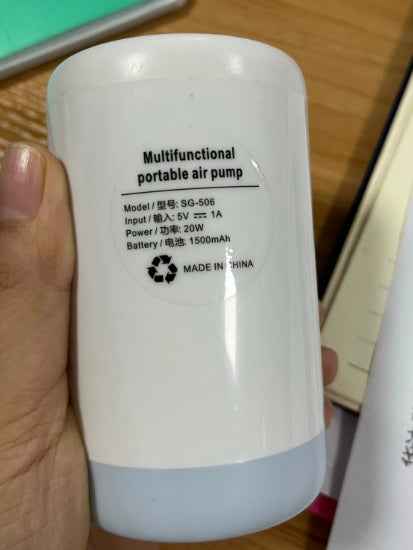 Multifunctional
portable air pump
Model / 型号: SG-506
Input / 输入: 5V ⎓ 1A
Power / 功率: 20W
Battery / 电池: 1500mAh
MADE IN CHINA